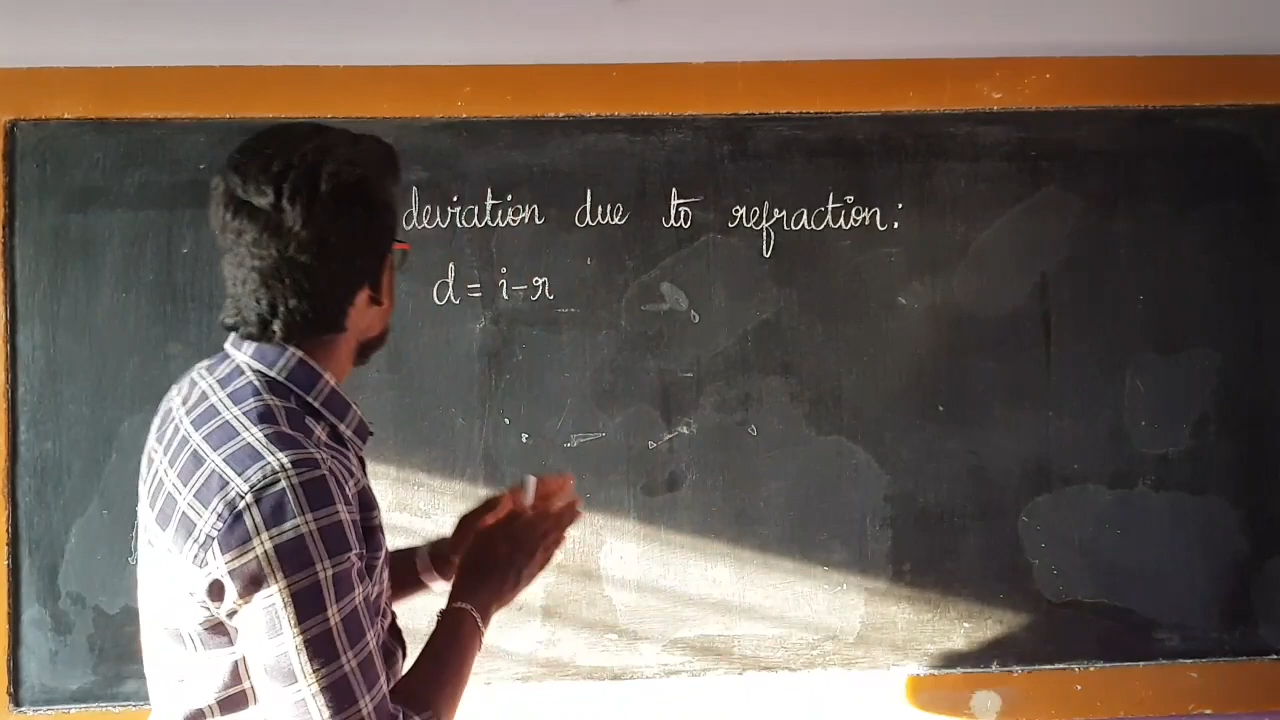 deviation due to refraction:
d = i-r